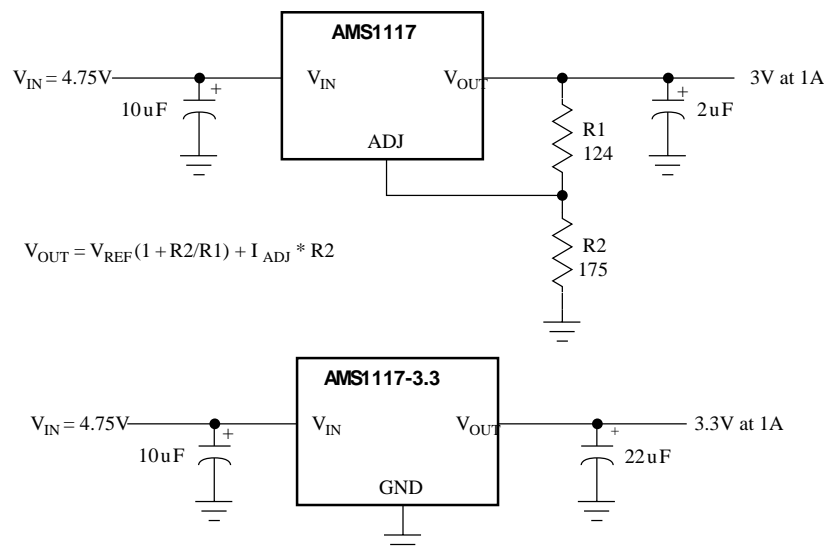 AMS1117
V_IN = 4.75V
V_IN
V_OUT
3V at 1A
10uF
ADJ
R1
124
2uF
V_OUT = V_REF (1 + R2/R1) + I_ADJ * R2
R2
175
AMS1117-3.3
V_IN = 4.75V
V_IN
V_OUT
3.3V at 1A
10uF
GND
22uF
+
+
+
+